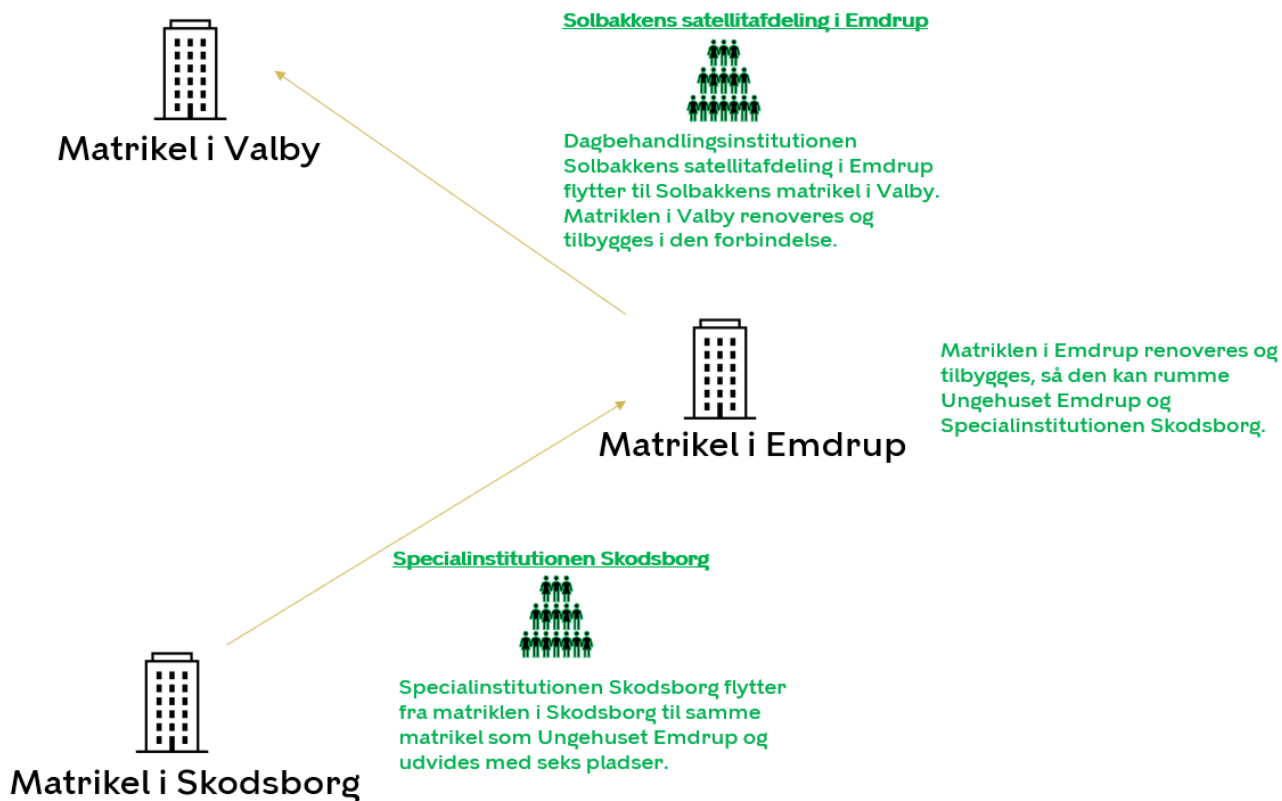 Solbakkens satellitafdeling i Emdrup
Matrikel i Valby
Dagbehandlingsinstitutionen
Solbakkens satellitafdeling i Emdrup
flytter til Solbakkens matrikel i Valby.
Matriklen i Valby renoveres og
tilbygges i den forbindelse.
Matrikel i Emdrup
Matriklen i Emdrup renoveres og
tilbygges, så den kan rumme
Ungehuset Emdrup og
Specialinstitutionen Skodsborg.
Specialinstitutionen Skodsborg
Specialinstitutionen Skodsborg flytter
fra matriklen i Skodsborg til samme
matrikel som Ungehuset Emdrup og
udvides med seks pladser.
Matrikel i Skodsborg